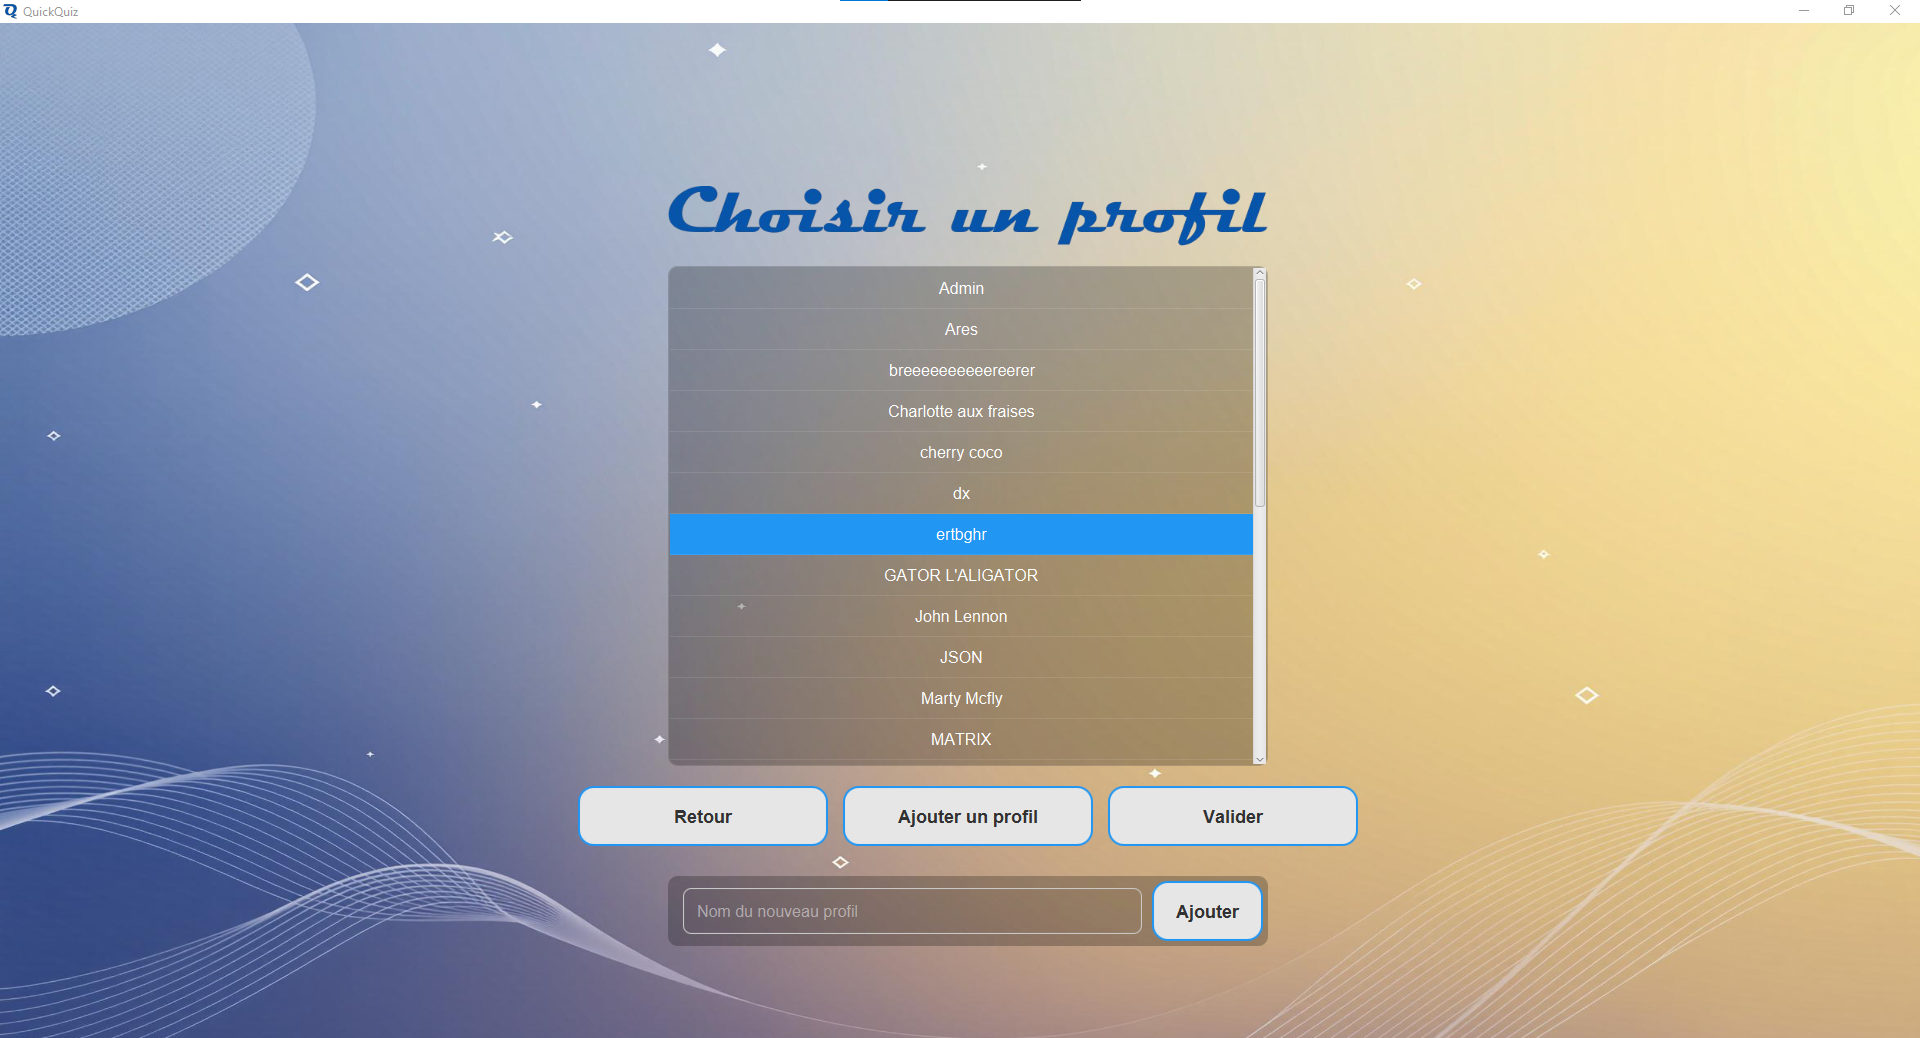 QuickQuiz
Choisir un profil
Admin
Ares
breeeeeeeeeereerer
Charlotte aux fraises
cherry coco
dx
ertbghr
GATOR L'ALIGATOR
John Lennon
JSON
Marty Mcfly
MATRIX
Retour
Ajouter un profil
Valider
Nom du nouveau profil
Ajouter